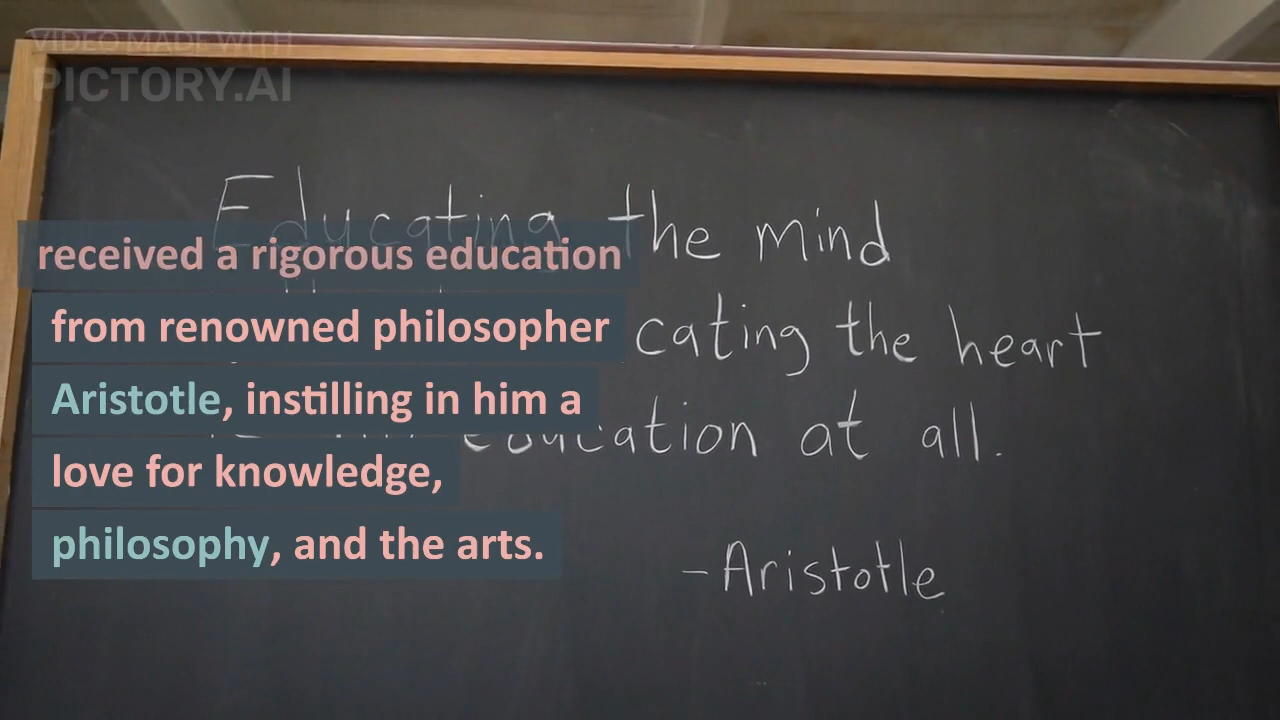 VIDEO MADE WITH
PICTORY.AI
Educating the mind
cating the heart
education at all.
-Aristotle
received a rigorous education
from renowned philosopher
Aristotle, instilling in him a
love for knowledge,
philosophy, and the arts.